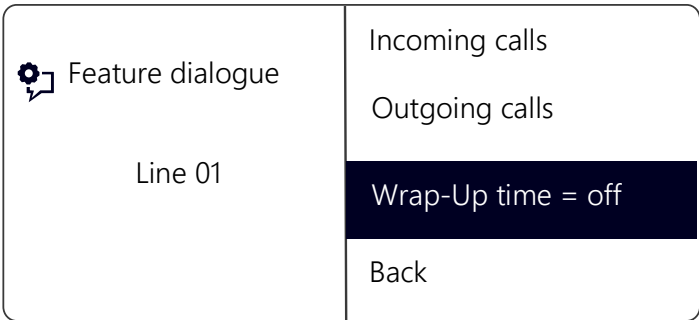 Feature dialogue
Line 01
Incoming calls
Outgoing calls
Wrap-Up time = off
Back